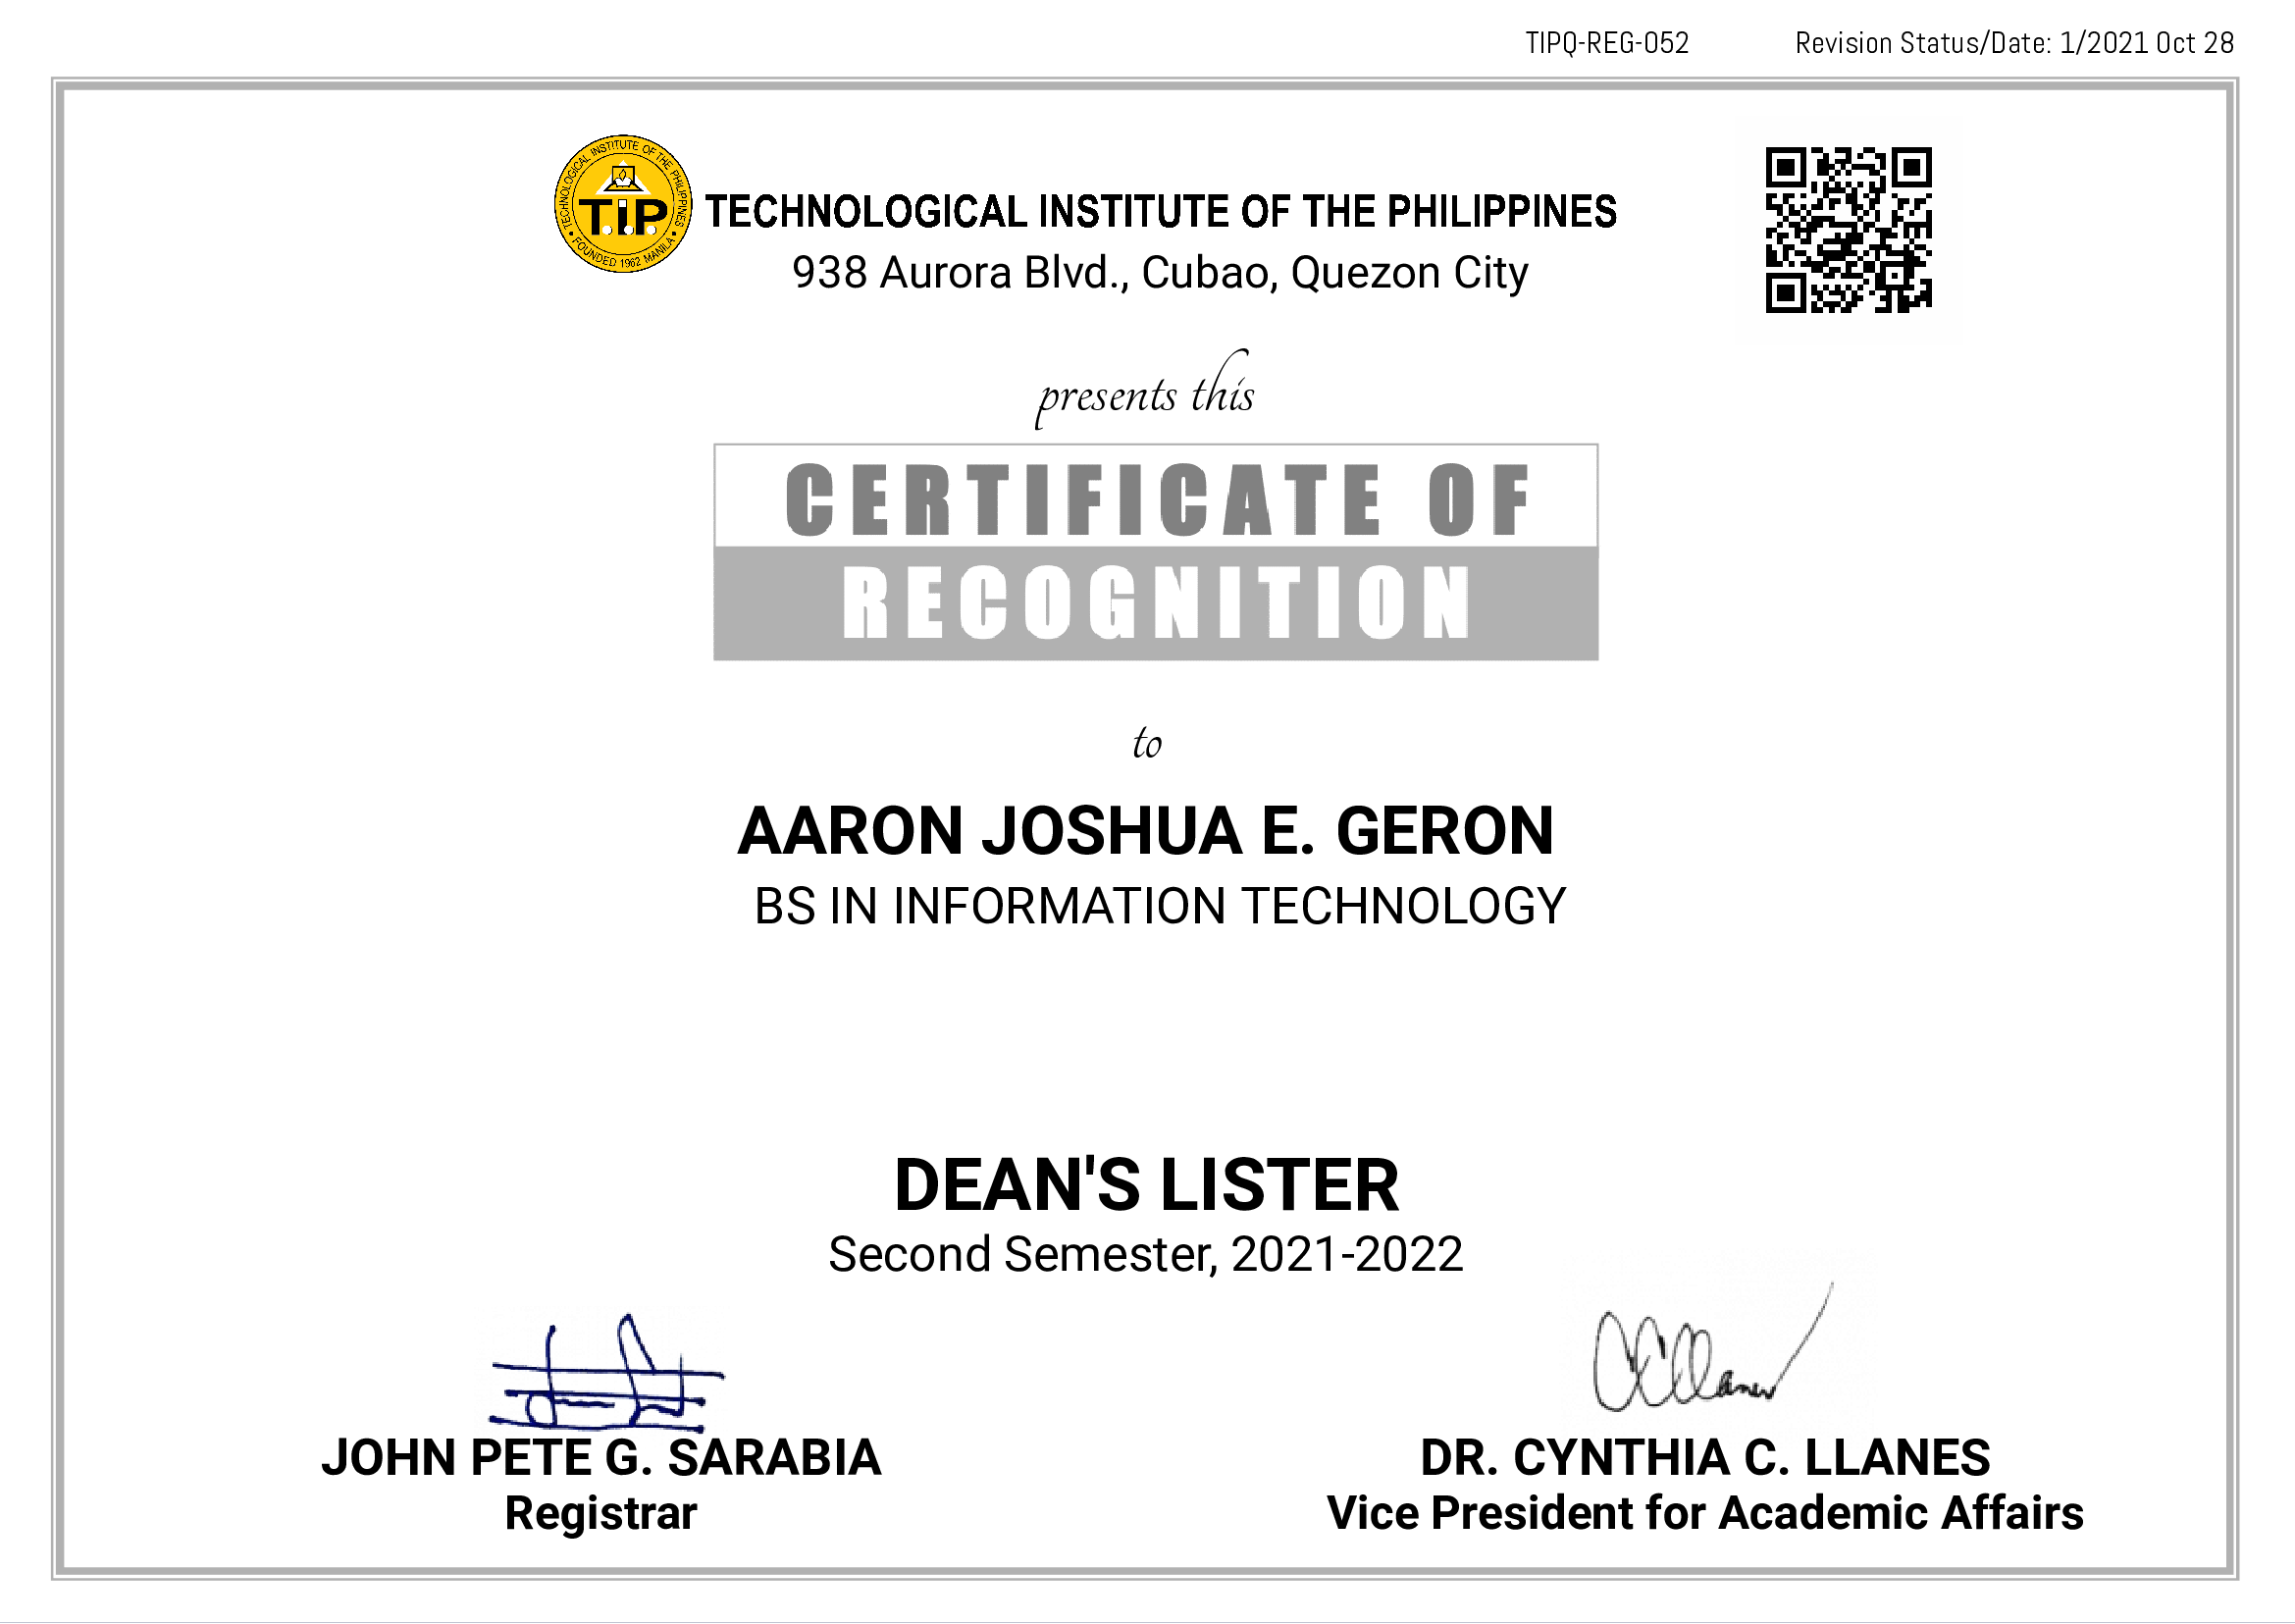 TIPQ-REG-052 Revision Status/Date: 1/2021 Oct 28
TECHNOLOGICAL INSTITUTE OF THE PHILIPPINES
T.I.P.
• FOUNDED 1962 MANILA •
TECHNOLOGICAL INSTITUTE OF THE PHILIPPINES
938 Aurora Blvd., Cubao, Quezon City
presents this
CERTIFICATE OF
RECOGNITION
to
AARON JOSHUA E. GERON
BS IN INFORMATION TECHNOLOGY
DEAN'S LISTER
Second Semester, 2021-2022
CCLlanes
JOHN PETE G. SARABIA
DR. CYNTHIA C. LLANES
Registrar
Vice President for Academic Affairs